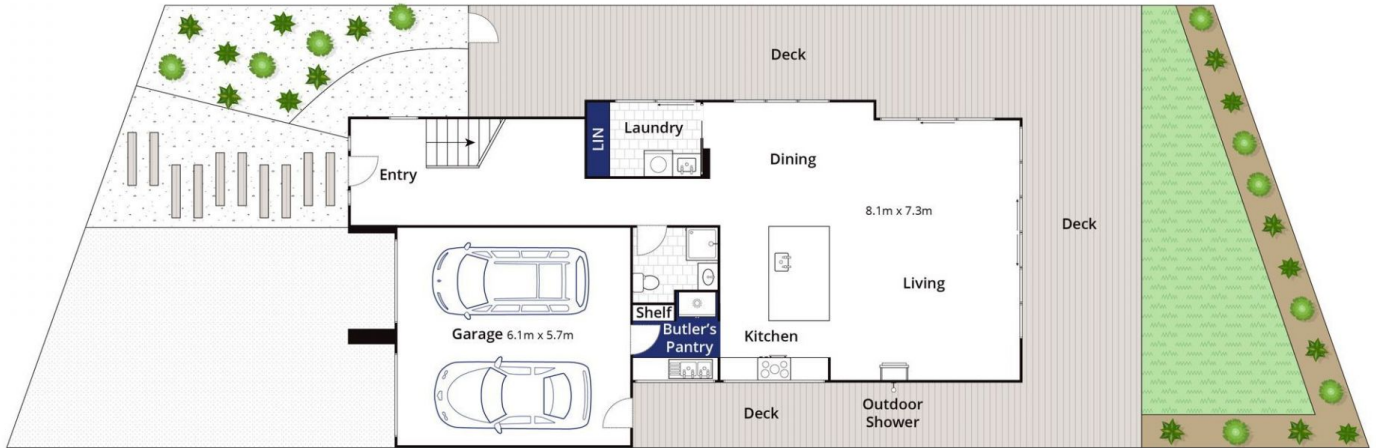 Deck
LIN
Laundry
Dining
Entry
8.1m x 7.3m
Deck
Living
Shelf
Garage 6.1m x 5.7m
Butler's
Pantry
Kitchen
Deck
Outdoor
Shower